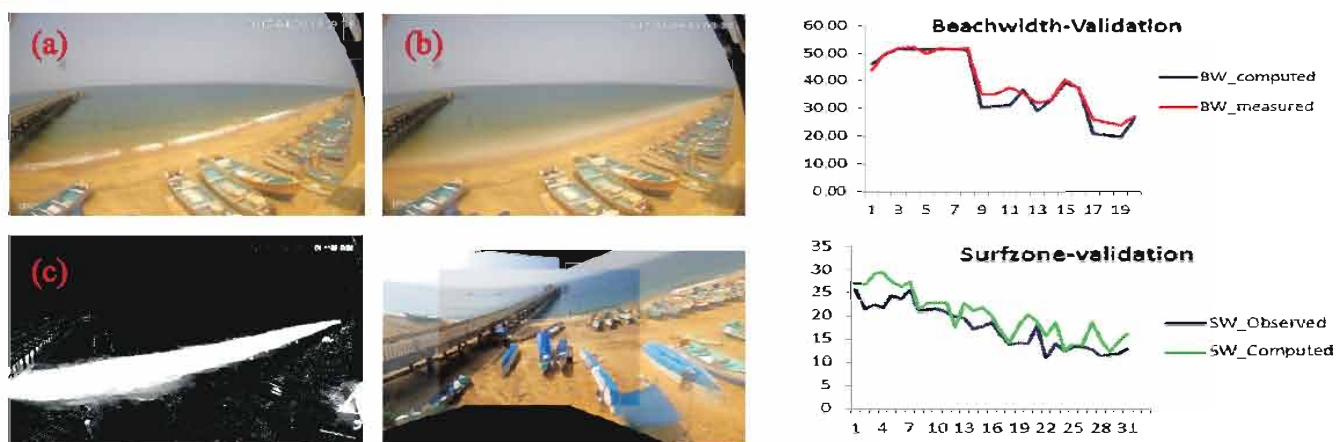 (a)
(b)
(c)
Beachwidth-Validation
60.00
50.00
40.00
30.00
20.00
10.00
0.00
1 3 5 7 9 11 13 15 17 19
BW_computed
BW_measured
Surfzone-validation
35
30
25
20
15
10
5
0
1 4 7 10 13 16 19 22 25 28 31
SW_Observed
SW_Computed